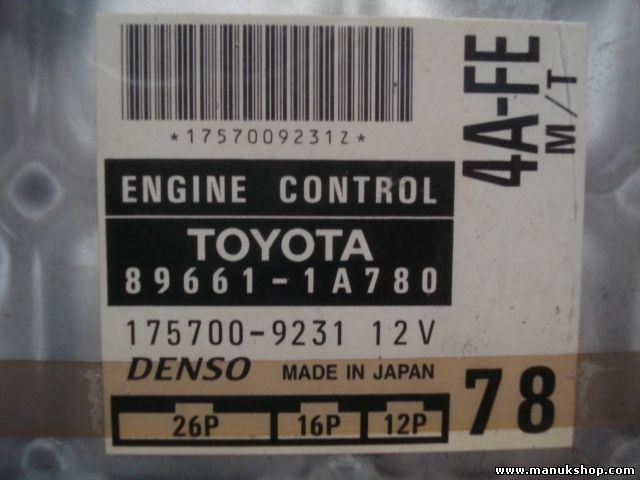 *1757009231Z*
ENGINE CONTROL
TOYOTA
89661-1A780
175700-9231 12V
DENSO MADE IN JAPAN
26P 16P 12P
4A-FE
M/T
78
www.manukshop.com